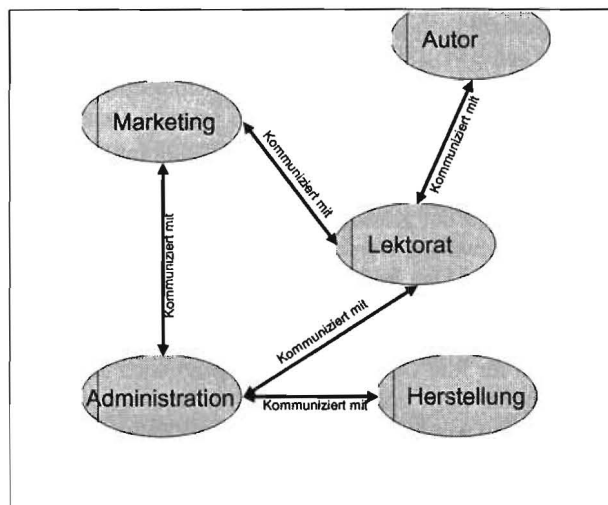 Autor
Marketing
Kommuniziert mit
Kommuniziert mit
Lektorat
Kommuniziert mit
Kommuniziert mit
Administration
Kommuniziert mit
Herstellung